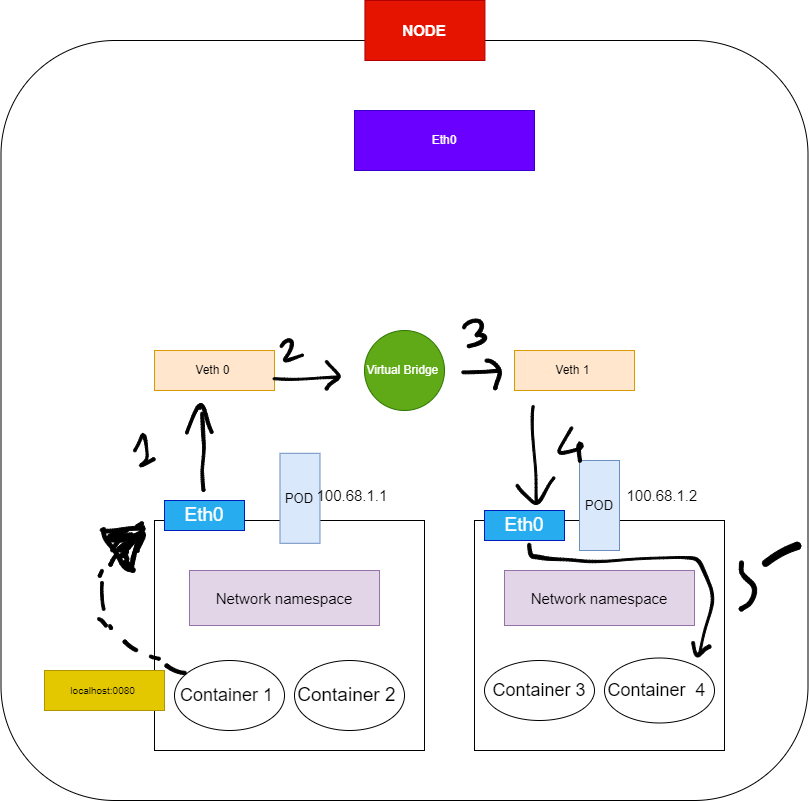 NODE
Eth0
2
3
Veth 0
Virtual Bridge
Veth 1
1
4
POD
100.68.1.1
POD
100.68.1.2
Eth0
Eth0
Network namespace
Network namespace
5
localhost:0080
Container 1
Container 2
Container 3
Container 4